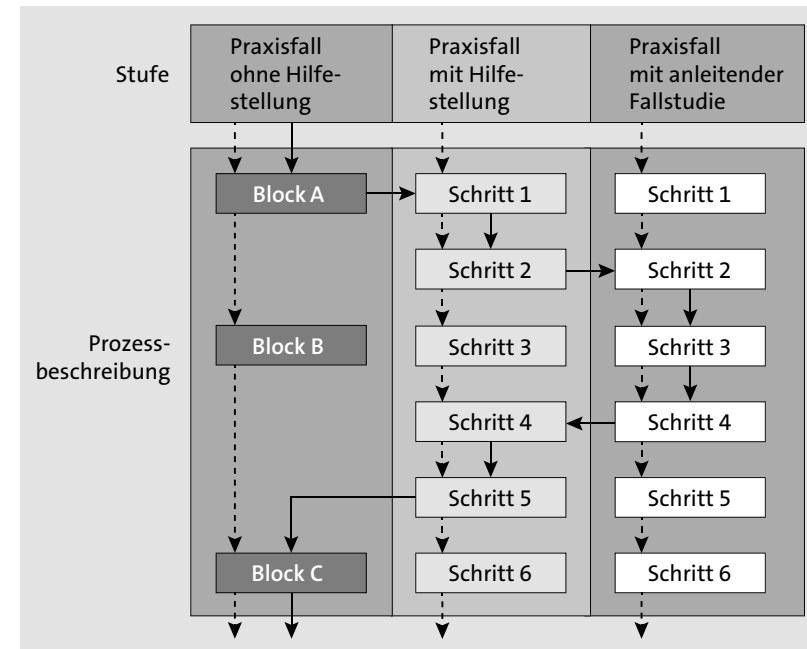 Stufe
Praxisfall
ohne Hilfe-
stellung
Praxisfall
mit Hilfe-
stellung
Praxisfall
mit anleitender
Fallstudie
Prozess-
beschreibung
Block A
Schritt 1
Schritt 1
Schritt 2
Schritt 2
Block B
Schritt 3
Schritt 3
Schritt 4
Schritt 4
Schritt 5
Schritt 5
Block C
Schritt 6
Schritt 6